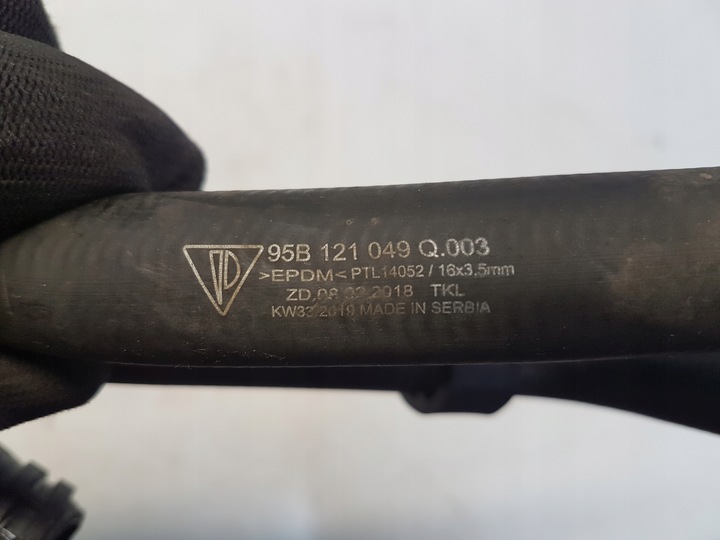 95B 121 049 Q.003
>EPDM< PTL14052 / 16x3.5mm
ZD.08.02.2018 TKL
KW33/2019 MADE IN SERBIA